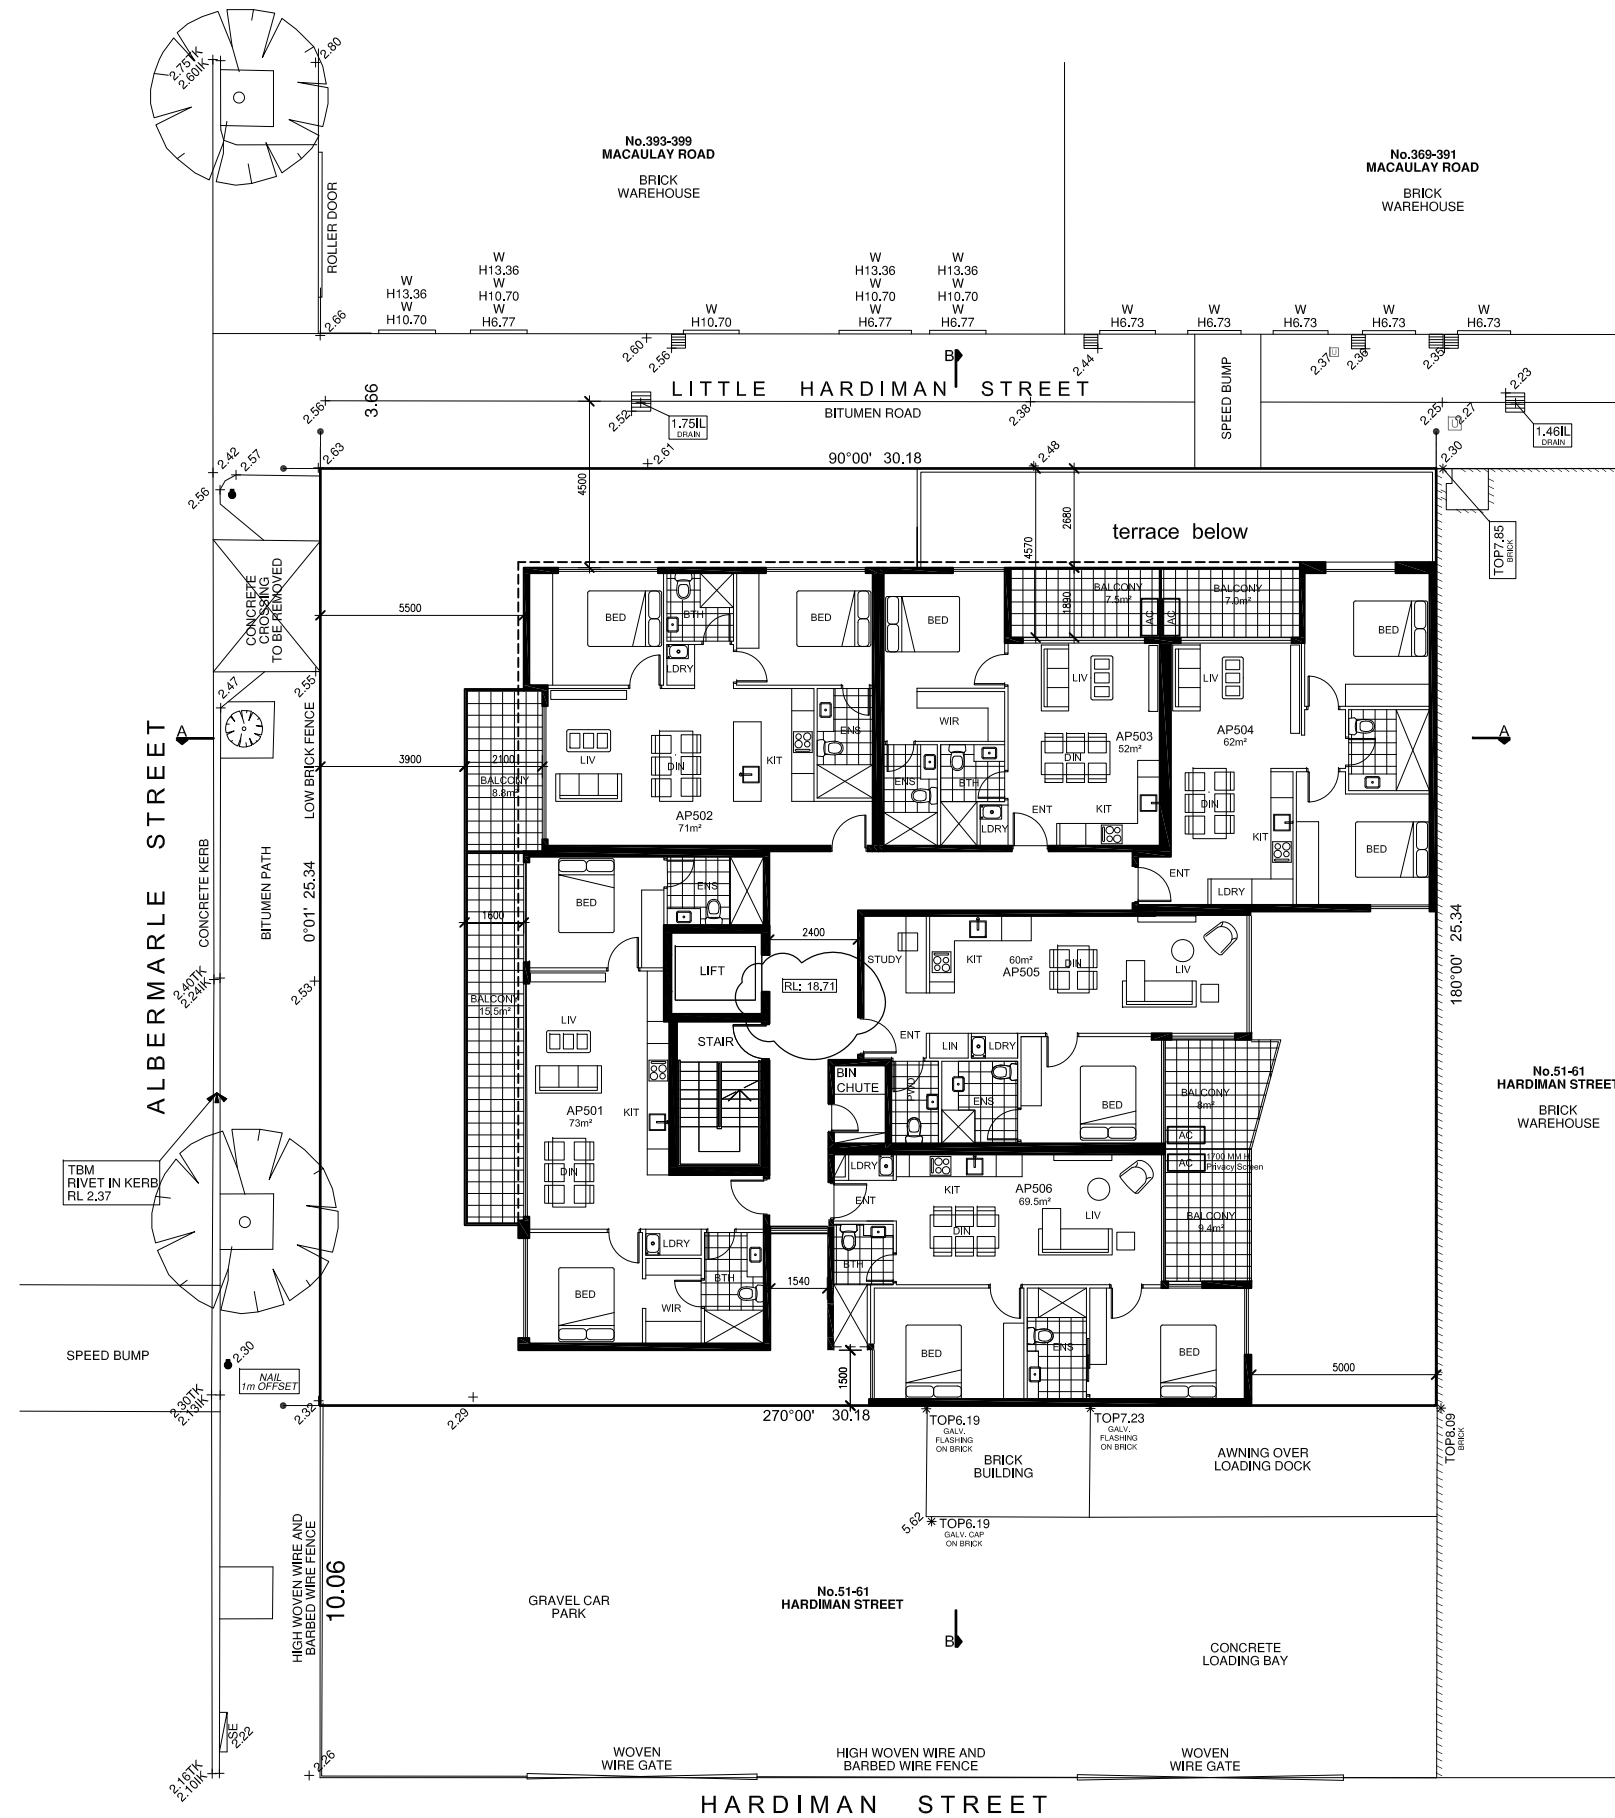 2.75TK
2.60IK
2.80
No.393-399
MACAULAY ROAD
BRICK
WAREHOUSE
No.369-391
MACAULAY ROAD
BRICK
WAREHOUSE
ROLLER DOOR
W
H13.36
W
H10.70
W
H13.36
W
H10.70
W
H6.77
W
H10.70
W
H13.36
W
H10.70
W
H6.77
W
H13.36
W
H10.70
W
H6.77
W
H6.73
W
H6.73
W
H6.73
W
H6.73
W
H6.73
2.66
2.60
2.56
B
2.44
2.37
2.36
2.35
2.23
3.66
LITTLE HARDIMAN STREET
BITUMEN ROAD
SPEED BUMP
2.56
2.52
1.75IL
DRAIN
2.38
2.25
2.27
1.46IL
DRAIN
2.42
2.57
2.63
2.61
90°00' 30.18
2.48
2.30
2.56
4500
2680
4570
terrace below
TOP7.85
BRICK
CONCRETE
CROSSING
TO BE REMOVED
5500
BED
BTH
BED
BED
1890
BALCONY
7.5m²
AC
AC
BALCONY
7.0m²
BED
LDRY
2.47
2.55
LIV
LIV
WIR
ENS
A
ALBERMARLE STREET
CONCRETE KERB
BITUMEN PATH
LOW BRICK FENCE
0°01' 25.34
3900
2100
BALCONY
8.8m²
LIV
DIN
KIT
AP502
71m²
ENS
BTH
LDRY
ENT
KIT
DIN
AP503
52m²
AP504
62m²
DIN
KIT
BED
ENT
LDRY
A
BED
ENS
1600
2400
LIFT
RL: 18.71
STUDY
KIT
60m²
AP505
DIN
LIV
180°00' 25.34
2.40TK
2.24IK
2.53
BALCONY
15.5m²
LIV
STAIR
ENT
LIN
LDRY
BIN
CHUTE
PWD
ENS
BED
BALCONY
8m²
AC
AC
1700 MM H
Privacy Screen
No.51-61
HARDIMAN STREET
BRICK
WAREHOUSE
AP501
73m²
KIT
DIN
TBM
RIVET IN KERB
RL 2.37
LDRY
KIT
AP506
69.5m²
ENT
LIV
DIN
BTH
BALCONY
9.4m²
LDRY
BTH
WIR
BED
1540
SPEED BUMP
2.30
NAIL
1m OFFSET
1500
BED
ENS
BED
5000
2.30TK
2.13IK
2.32
2.29
270°00' 30.18
TOP6.19
GALV.
FLASHING
ON BRICK
TOP7.23
GALV.
FLASHING
ON BRICK
TOP8.09
BRICK
BRICK
BUILDING
AWNING OVER
LOADING DOCK
5.62
TOP6.19
GALV. CAP
ON BRICK
HIGH WOVEN WIRE AND
BARBED WIRE FENCE
10.06
GRAVEL CAR
PARK
No.51-61
HARDIMAN STREET
B
CONCRETE
LOADING BAY
SE
2.22
2.26
2.16TK
2.10IK
WOVEN
WIRE GATE
HIGH WOVEN WIRE AND
BARBED WIRE FENCE
WOVEN
WIRE GATE
HARDIMAN STREET